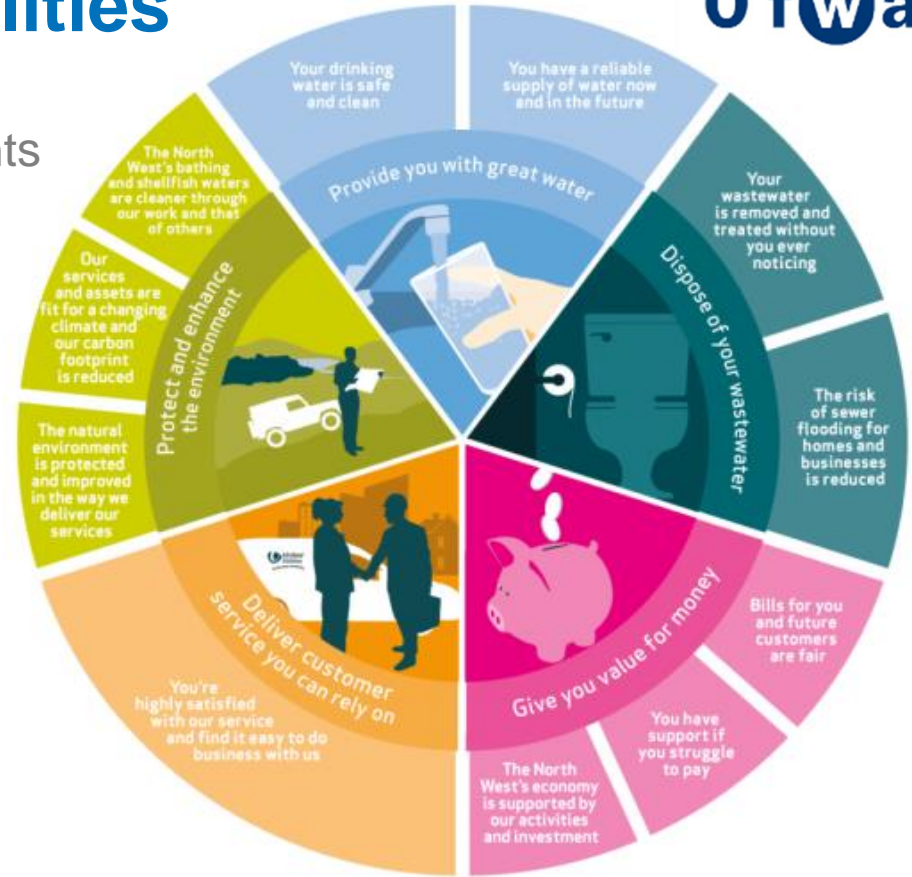 lities
Ofwa
nts
Your drinking
water is safe
and clean
You have a reliable
supply of water now
and in the future
Provide you with great water
Your
wastewater
is removed and
treated without
you ever
noticing
The risk
of sewer
flooding for
homes and
businesses
is reduced
Dispose of your wastewater
Bills for you
and future
customers
are fair
You have
support if
you struggle
to pay
The North
West's economy
is supported by
our activities
and investment
Give you value for money
Deliver customer
service you can rely on
You're
highly satisfied
with our service
and find it easy to do
business with us
Protect and enhance
the environment
The natural
environment
is protected
and improved
in the way we
deliver our
services
Our
services
and assets are
fit for a changing
climate and
our carbon
footprint
is reduced
The North
West's bathing
and shellfish waters
are cleaner through
our work and that
of others